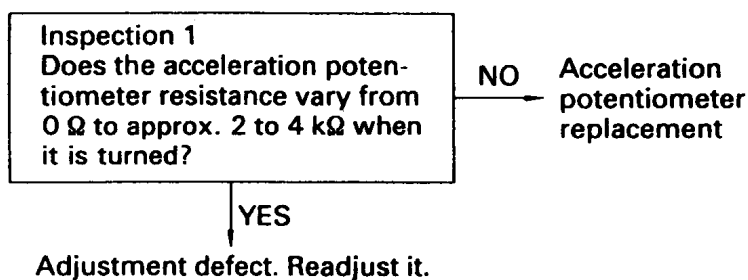 Inspection 1
Does the acceleration poten-
tiometer resistance vary from
0 Ω to approx. 2 to 4 kΩ when
it is turned?
NO
Acceleration
potentiometer
replacement
YES
Adjustment defect. Readjust it.